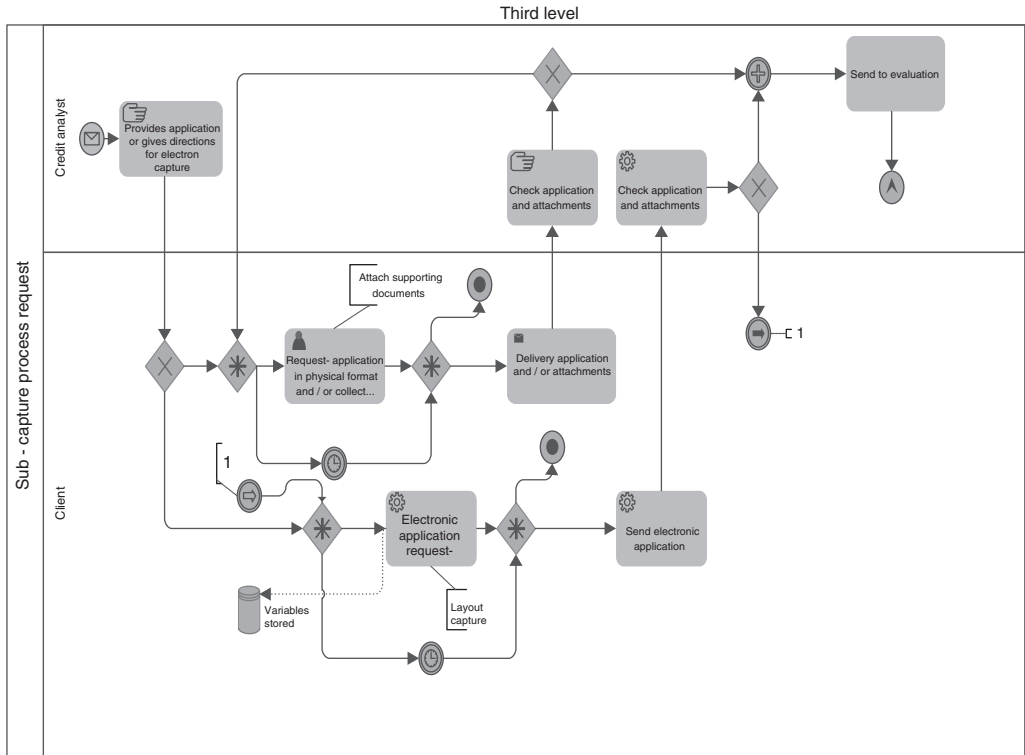 Third level
Sub - capture process request
Credit analyst
Provides application
or gives directions
for electron
capture
Check application
and attachments
Check application
and attachments
Send to evaluation
Client
Attach supporting
documents
Request- application
in physical format
and / or collect...
Delivery application
and / or attachments
1
1
Electronic
application
request-
Send electronic
application
Variables
stored
Layout
capture